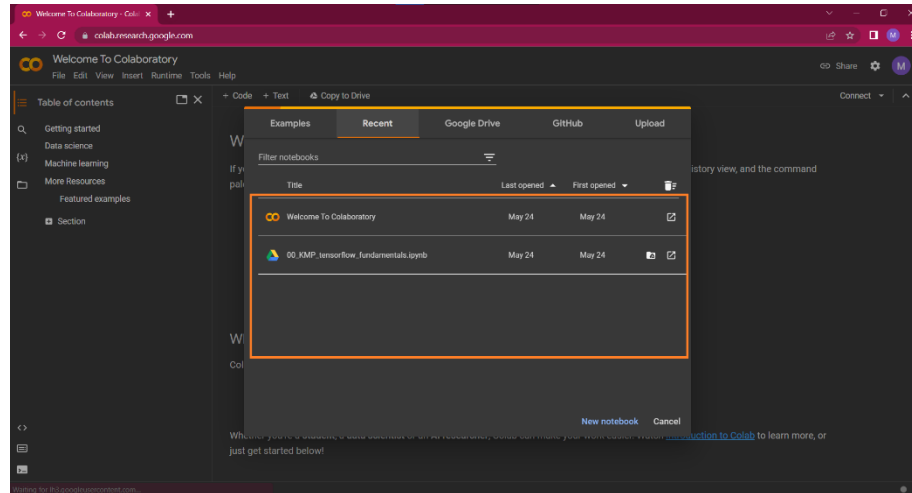 Welcome To Colaboratory - Cola
colab.research.google.com
Welcome To Colaboratory
File Edit View Insert Runtime Tools Help
Share
M
Table of contents
+ Code + Text Copy to Drive
Connect
Getting started
Data science
Machine learning
More Resources
Featured examples
Section
Examples Recent Google Drive GitHub Upload
Filter notebooks
Title Last opened First opened
Welcome To Colaboratory May 24 May 24
00_KMP_tensorflow_fundamentals.ipynb May 24 May 24
If y
istory view, and the command
pal
W
Col
New notebook Cancel
to learn more, or
just get started below!